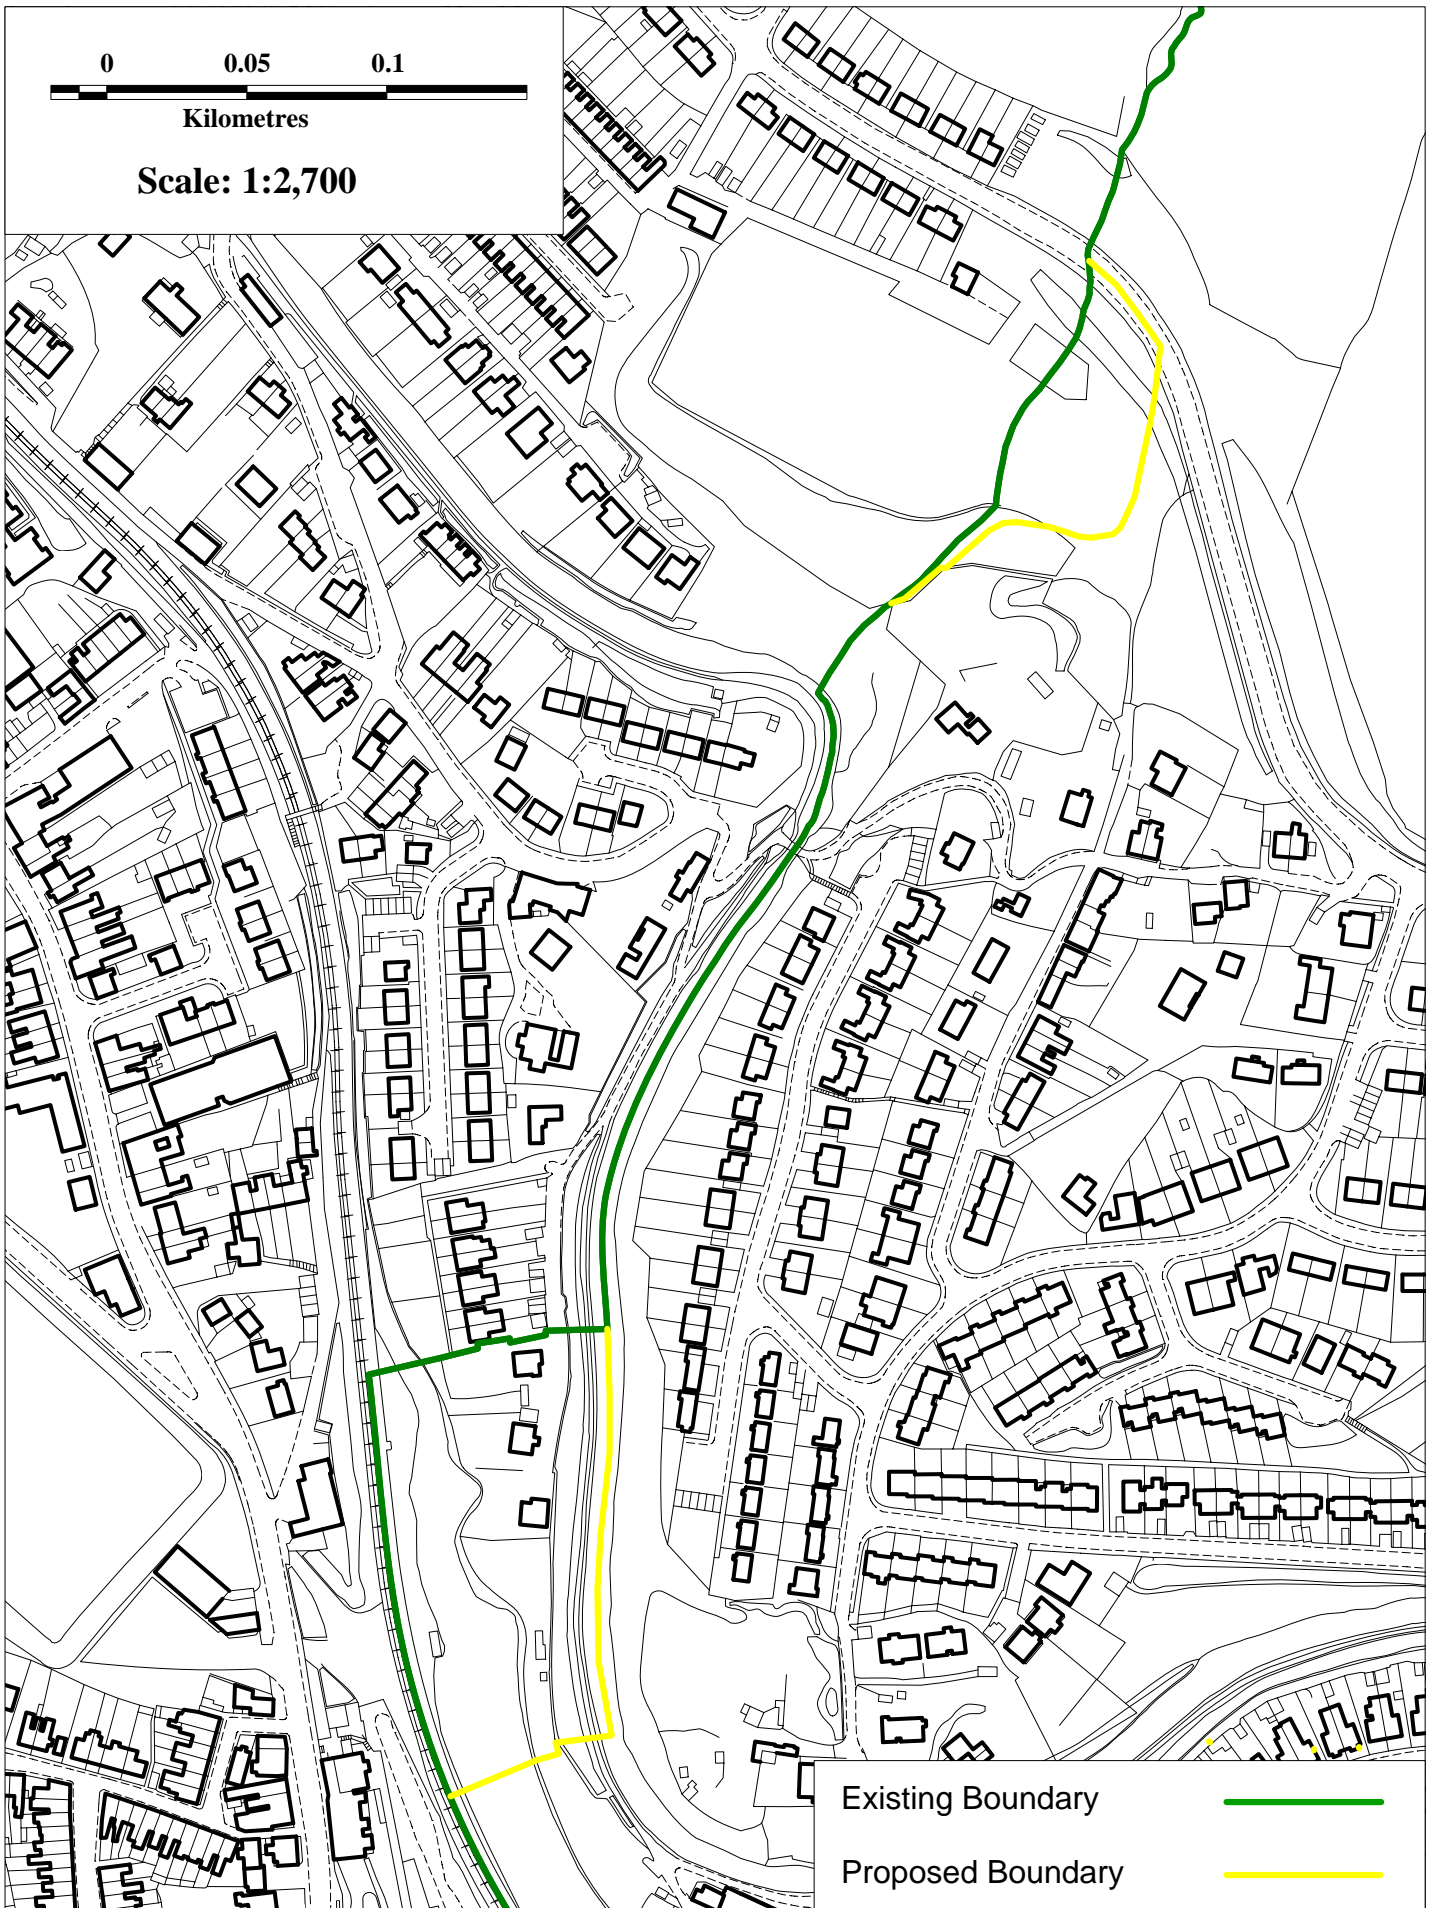 0 0.05 0.1
Kilometres
Scale: 1:2,700
Existing Boundary
Proposed Boundary